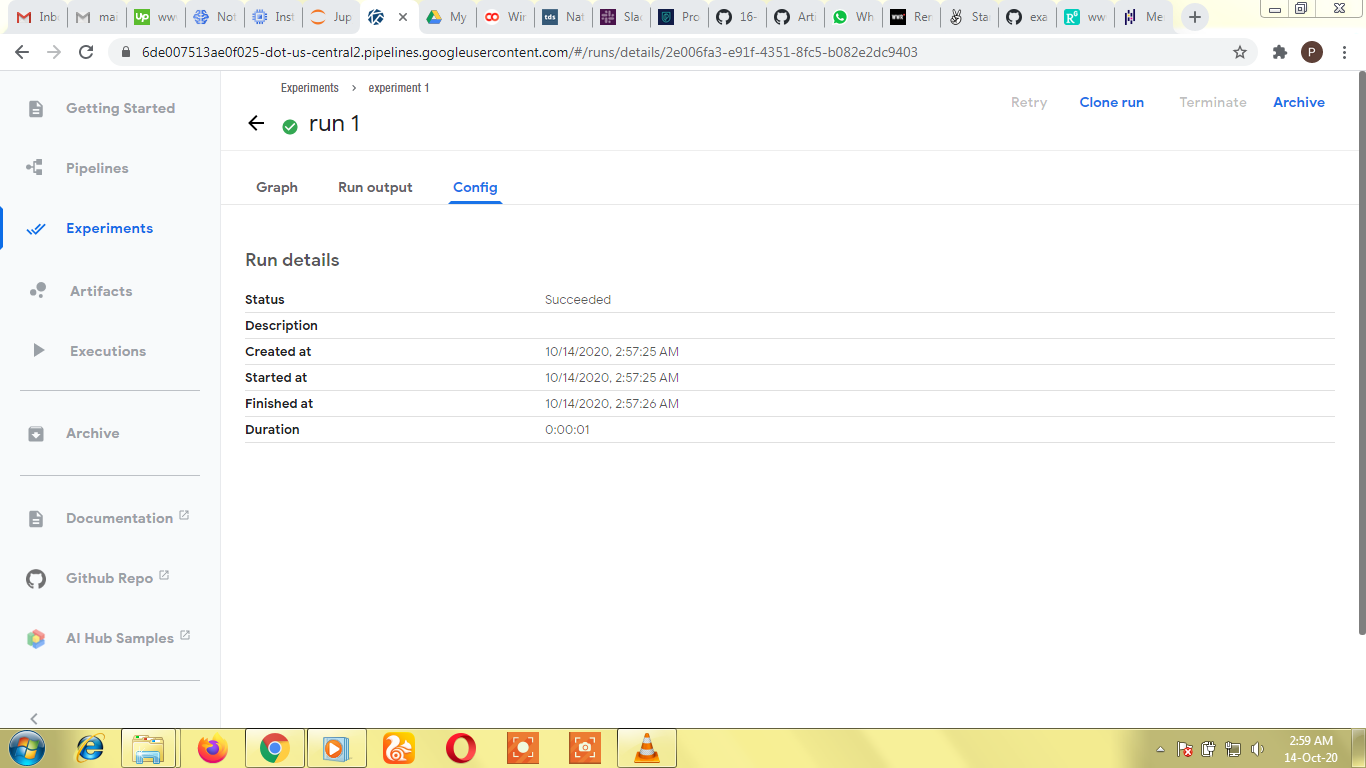 Inb
mai
ww
Not
Inst
Jup
My
Wir
Nat
Slac
Pro
16-
Arti
Wh
Rer
Sta
exa
ww
Me
6de007513ae0f025-dot-us-central2.pipelines.googleusercontent.com/#/runs/details/2e006fa3-e91f-4351-8fc5-b082e2dc9403
P
Getting Started
Pipelines
Experiments
Artifacts
Executions
Archive
Documentation
Github Repo
AI Hub Samples
Experiments > experiment 1
run 1
Retry
Clone run
Terminate
Archive
Graph
Run output
Config
Run details
Status Succeeded
Description
Created at 10/14/2020, 2:57:25 AM
Started at 10/14/2020, 2:57:25 AM
Finished at 10/14/2020, 2:57:26 AM
Duration 0:00:01
2:59 AM
14-Oct-20